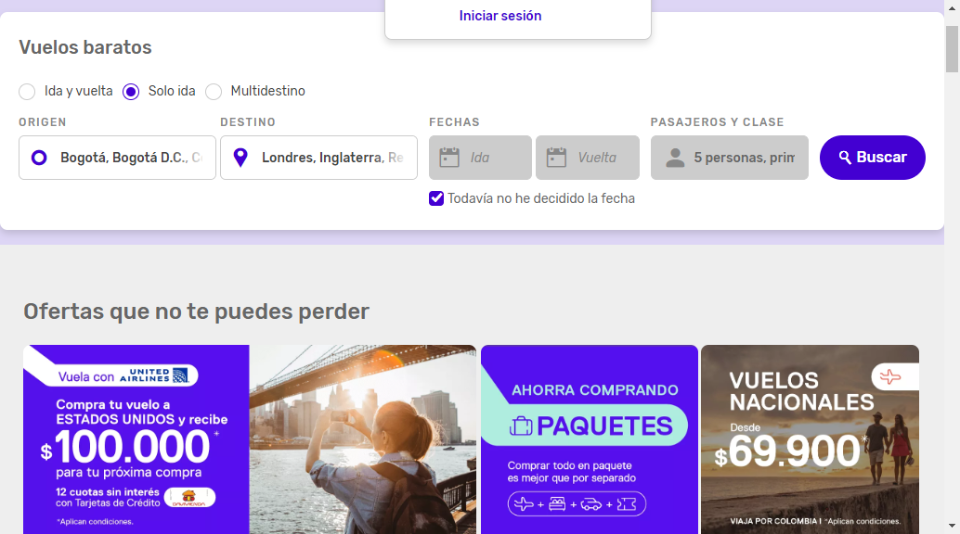 Iniciar sesión
Vuelos baratos
Ida y vuelta
Solo ida
Multidestino
ORIGEN
DESTINO
FECHAS
PASAJEROS Y CLASE
Bogotá, Bogotá D.C., C
Londres, Inglaterra, Re
Ida
Vuelta
5 personas, prim
Buscar
Todavía no he decidido la fecha
Ofertas que no te puedes perder
Vuela con UNITED AIRLINES
Compra tu vuelo a
ESTADOS UNIDOS y recibe
$100.000+
para tu próxima compra
12 cuotas sin interés
con Tarjetas de Crédito
DAVIVIENDA
*Aplican condiciones.
AHORRA COMPRANDO
PAQUETES
Comprar todo en paquete
es mejor que por separado
+ + +
VUELOS
NACIONALES
Desde
$69.900*
VIAJA POR COLOMBIA I *Aplican condiciones.